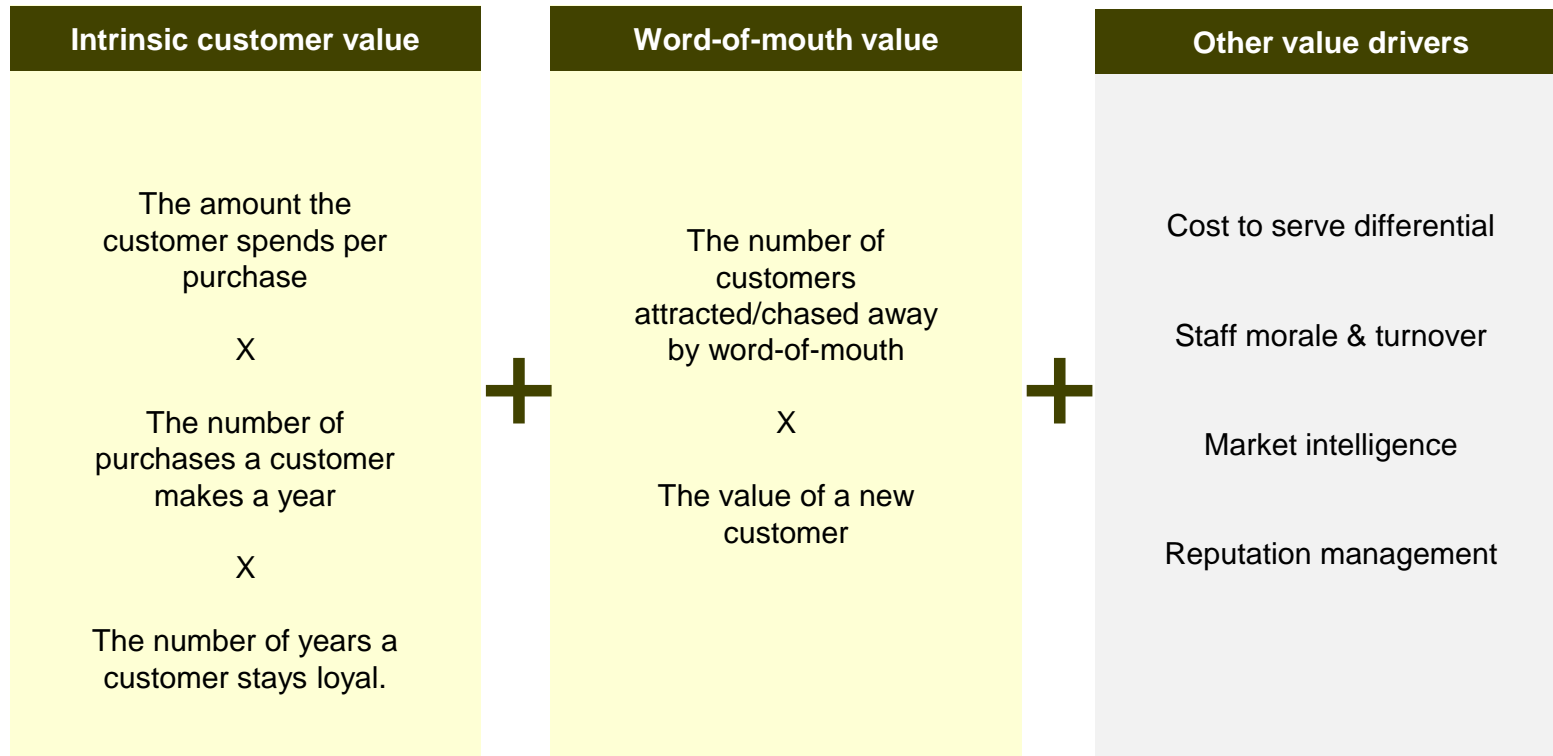 Intrinsic customer value
The amount the
customer spends per
purchase
X
The number of
purchases a customer
makes a year
X
The number of years a
customer stays loyal.
+
Word-of-mouth value
The number of
customers
attracted/chased away
by word-of-mouth
X
The value of a new
customer
+
Other value drivers
Cost to serve differential
Staff morale & turnover
Market intelligence
Reputation management